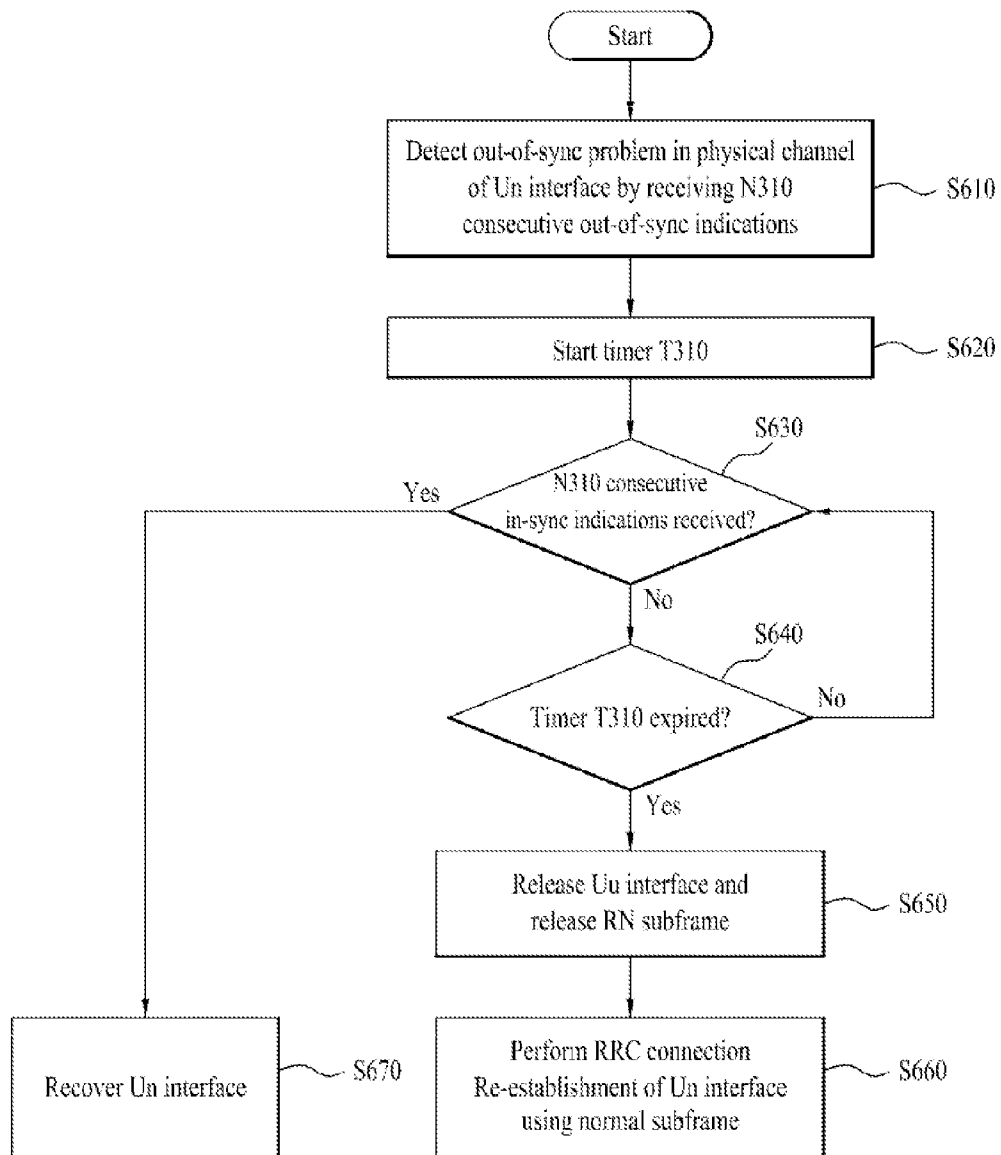 Start
Detect out-of-sync problem in physical channel
of Un interface by receiving N310
consecutive out-of-sync indications
S610
Start timer T310
S620
S630
N310 consecutive
in-sync indications received?
Yes
No
S640
Timer T310 expired?
No
Yes
Release Uu interface and
release RN subframe
S650
Recover Un interface
S670
Perform RRC connection
Re-establishment of Un interface
using normal subframe
S660